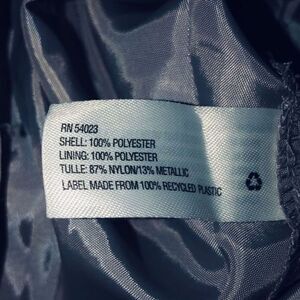 RN 54023
SHELL: 100% POLYESTER
LINING: 100% POLYESTER
TULLE: 87% NYLON/13% METALLIC
LABEL MADE FROM 100% RECYCLED PLASTIC